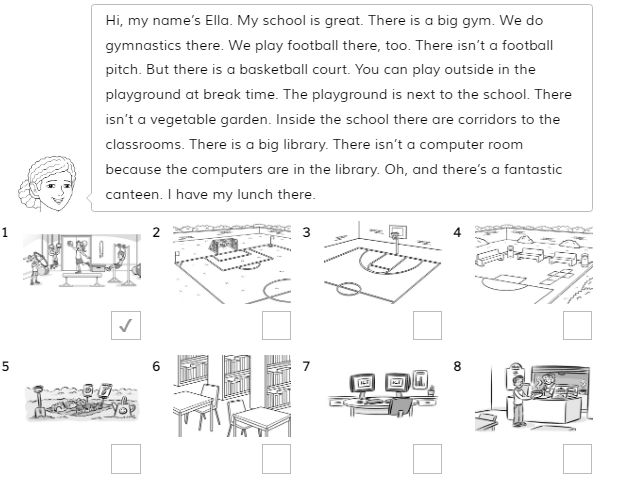 Hi, my name's Ella. My school is great. There is a big gym. We do
gymnastics there. We play football there, too. There isn't a football
pitch. But there is a basketball court. You can play outside in the
playground at break time. The playground is next to the school. There
isn't a vegetable garden. Inside the school there are corridors to the
classrooms. There is a big library. There isn't a computer room
because the computers are in the library. Oh, and there's a fantastic
canteen. I have my lunch there.
1 2 3 4
✓
5 6 7 8